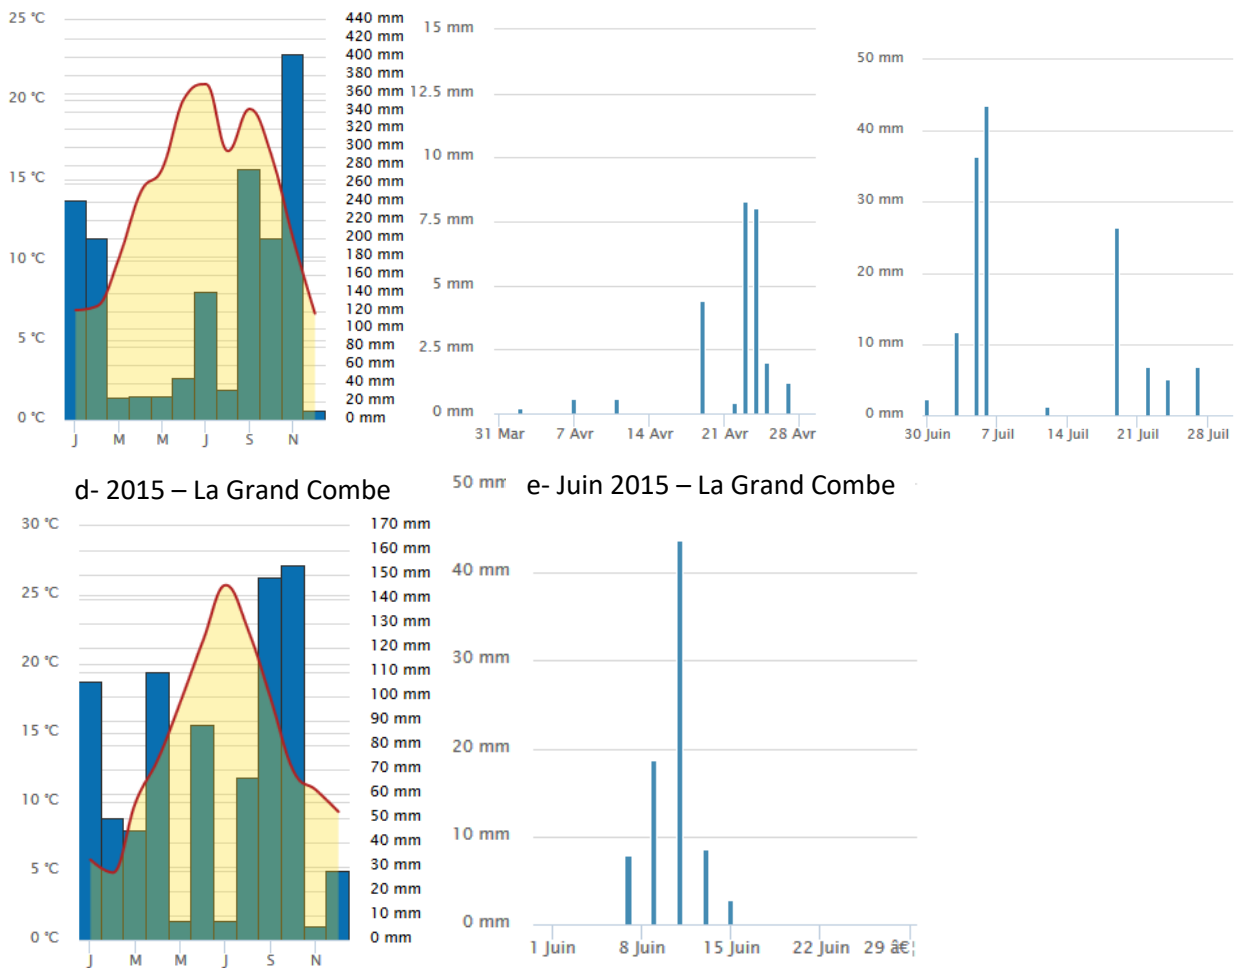 25 °C
20 °C
15 °C
10 °C
5 °C
0 °C
440 mm
420 mm
400 mm
380 mm
360 mm
340 mm
320 mm
300 mm
280 mm
260 mm
240 mm
220 mm
200 mm
180 mm
160 mm
140 mm
120 mm
100 mm
80 mm
60 mm
40 mm
20 mm
0 mm
J M M J S N
15 mm
12.5 mm
10 mm
7.5 mm
5 mm
2.5 mm
0 mm
31 Mar 7 Avr 14 Avr 21 Avr 28 Avr
50 mm
40 mm
30 mm
20 mm
10 mm
0 mm
30 Juin 7 Juil 14 Juil 21 Juil 28 Juil
d- 2015 – La Grand Combe
30 °C
25 °C
20 °C
15 °C
10 °C
5 °C
0 °C
170 mm
160 mm
150 mm
140 mm
130 mm
120 mm
110 mm
100 mm
90 mm
80 mm
70 mm
60 mm
50 mm
40 mm
30 mm
20 mm
10 mm
0 mm
J M M J S N
e- Juin 2015 – La Grand Combe
50 mm
40 mm
30 mm
20 mm
10 mm
0 mm
1 Juin 8 Juin 15 Juin 22 Juin 29 â€¦